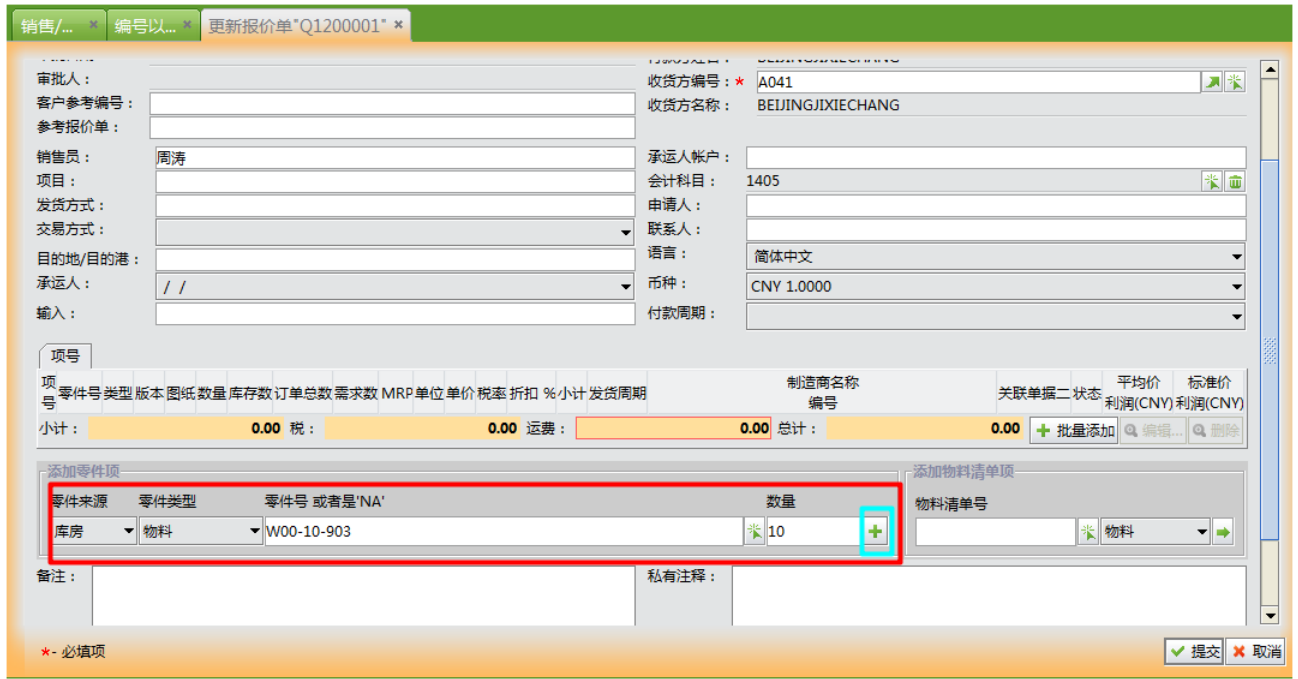 销售/... × 编号以... × 更新报价单"Q1200001" ×
审批人：
收货方编号：* A041
客户参考编号：
收货方名称： BEIJINGJIXIECHANG
参考报价单：
销售员： 周涛
承运人帐户：
项目：
会计科目： 1405
发货方式：
申请人：
交易方式：
联系人：
目的地/目的港：
语言： 简体中文
承运人： / /
币种： CNY 1.0000
输入：
付款周期：
项号
项号 零件号 类型 版本 图纸 数量 库存数 订单总数 需求数 MRP 单位 单价 税率 折扣 % 小计 发货周期 制造商名称 编号 关联单据二 状态 平均价 利润(CNY) 标准价 利润(CNY)
小计： 0.00 税： 0.00 运费： 0.00 总计： 0.00 批量添加 编辑... 删除
添加零件项 添加物料清单项
零件来源 零件类型 零件号 或者是'NA' 数量 物料清单号
库房 物料 W00-10-903 10 物料
备注： 私有注释：
*- 必填项 提交 取消